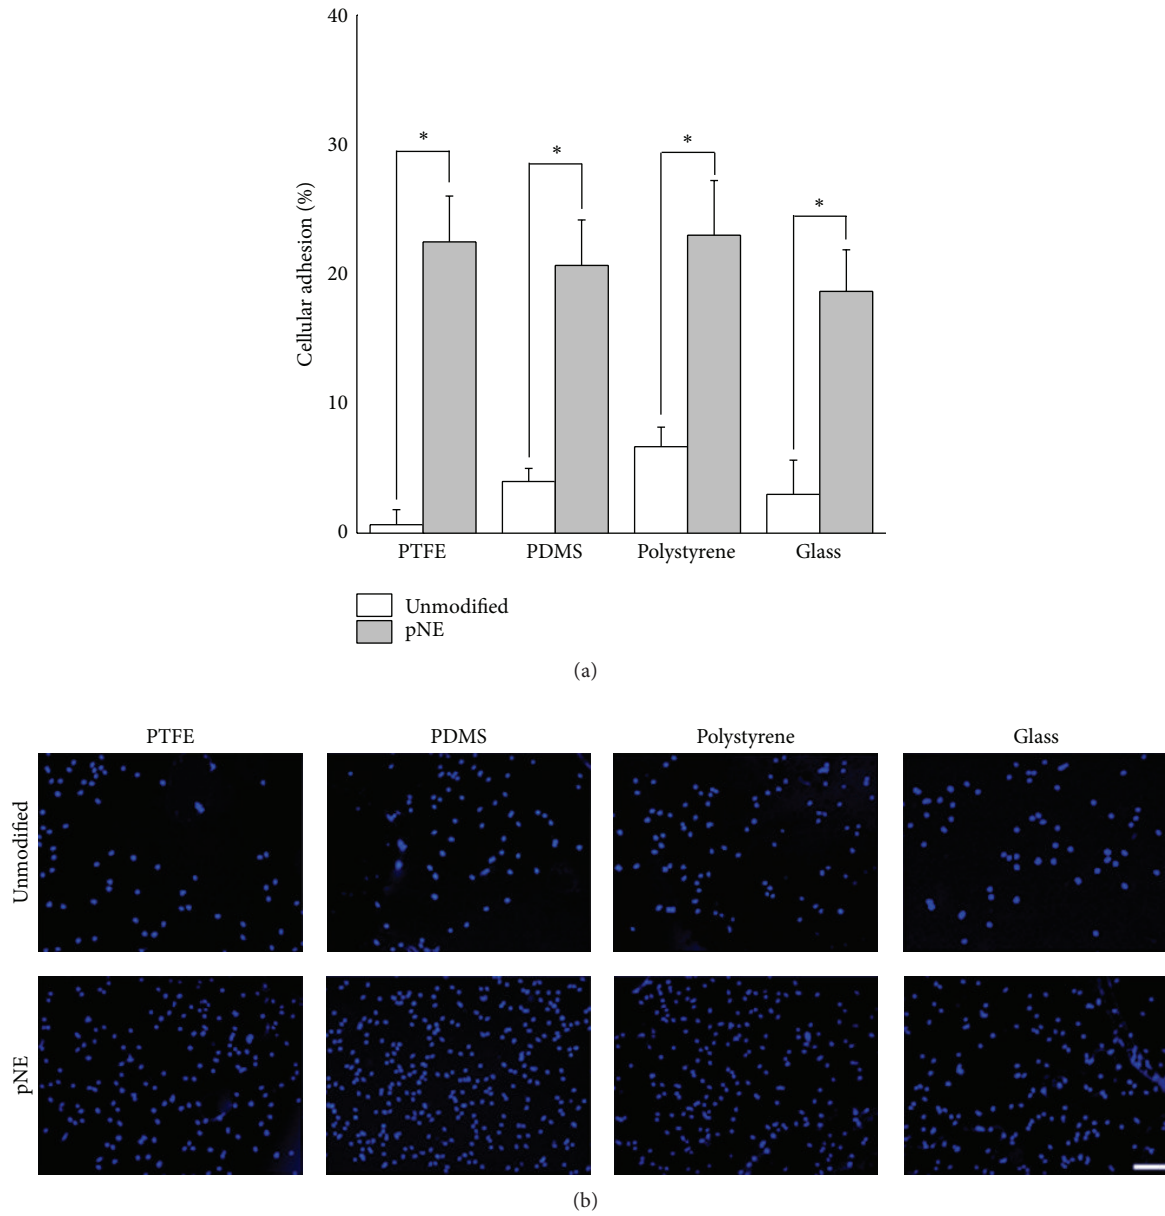 40
30
20
10
0
Cellular adhesion (%)
*
*
*
*
PTFE PDMS Polystyrene Glass
Unmodified
pNE
(a)
PTFE PDMS Polystyrene Glass
Unmodified
pNE
(b)